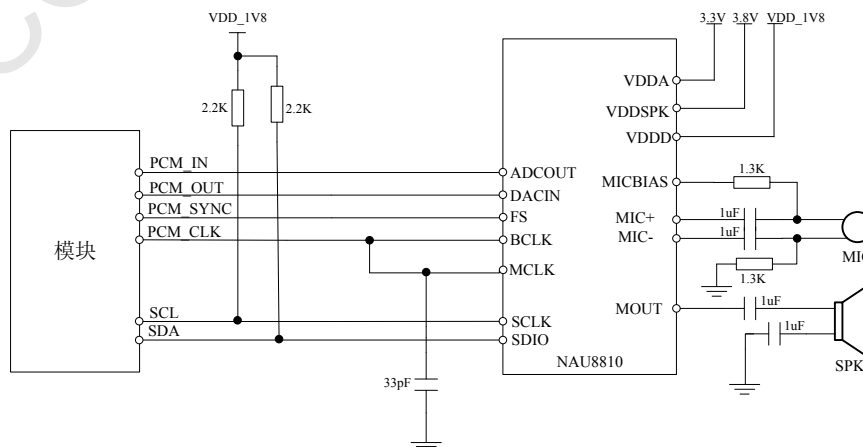 VDD_1V8
3.3V 3.8V VDD_1V8
2.2K
2.2K
VDDA
VDDSPK
VDDD
PCM_IN
ADCOUT
MICBIAS
1.3K
PCM_OUT
DACIN
PCM_SYNC
FS
MIC+
1uF
PCM_CLK
BCLK
MIC-
1uF
模块
MIC
MCLK
1.3K
1uF
SCL
SCLK
MOUT
SDA
SDIO
1uF
NAU8810
SPK
33pF